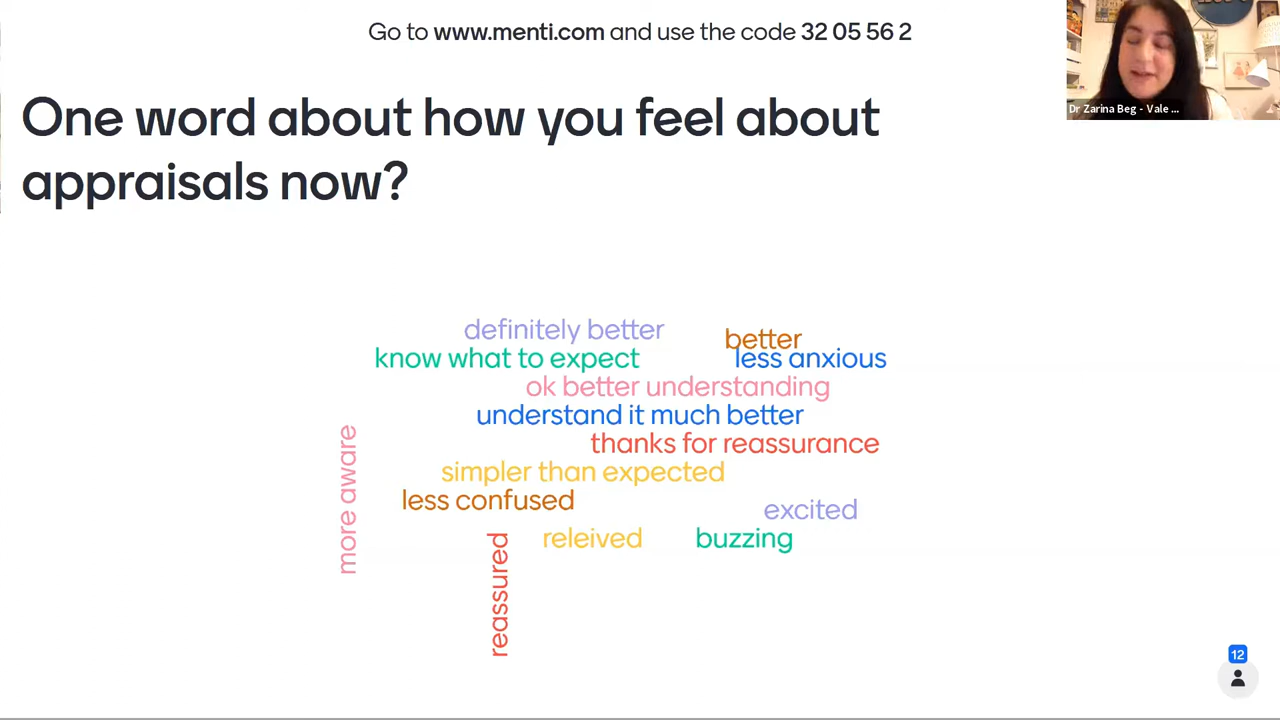 Go to www.menti.com and use the code 32 05 56 2
Dr Zarina Beg - Vale ...
One word about how you feel about
appraisals now?
definitely better
better
know what to expect
less anxious
ok better understanding
understand it much better
thanks for reassurance
simpler than expected
more aware
less confused
excited
releived
buzzing
reassured
12